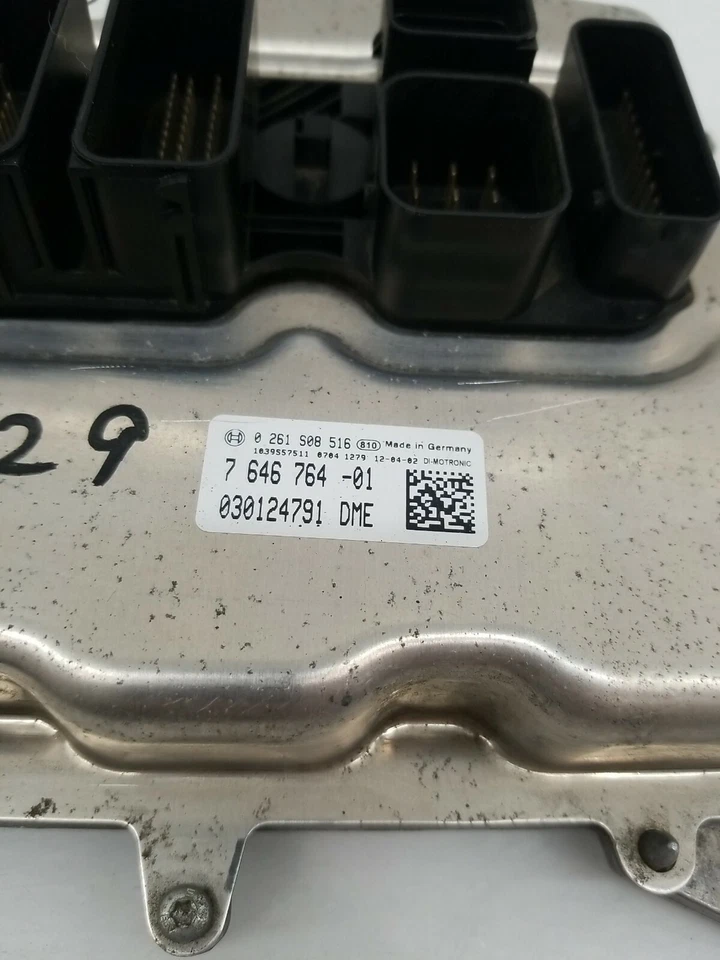 29
0 261 S08 516 810 Made in Germany
1039557511 0704 1279 12-04-02 DI-MOTRONIC
7 646 764 -01
030124791 DME